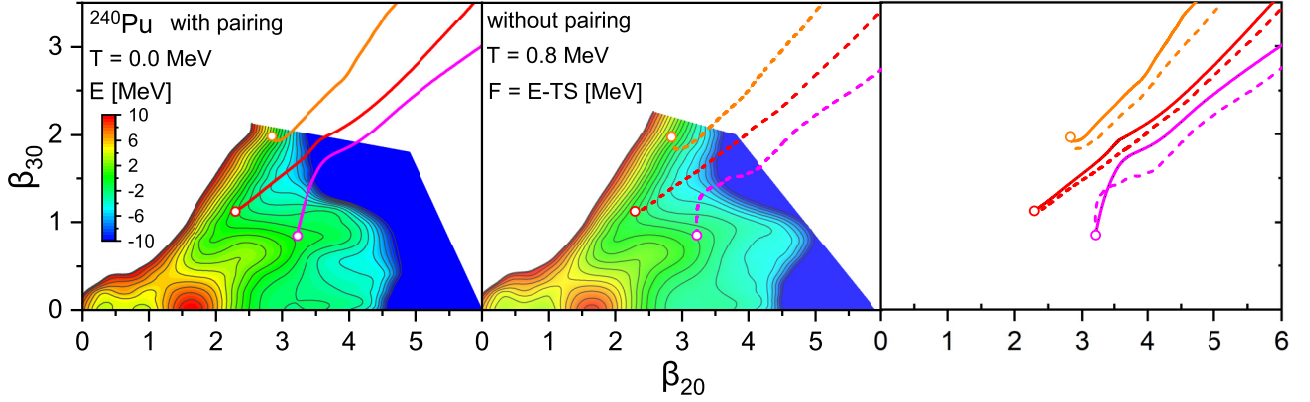 ²⁴⁰Pu with pairing
T = 0.0 MeV
E [MeV]
10
6
2
-2
-6
-10
without pairing
T = 0.8 MeV
F = E-TS [MeV]
β₃₀
3
2
1
0
0 1 2 3 4 5 0 1 2 3 4 5 0 1 2 3 4 5 6
β₂₀